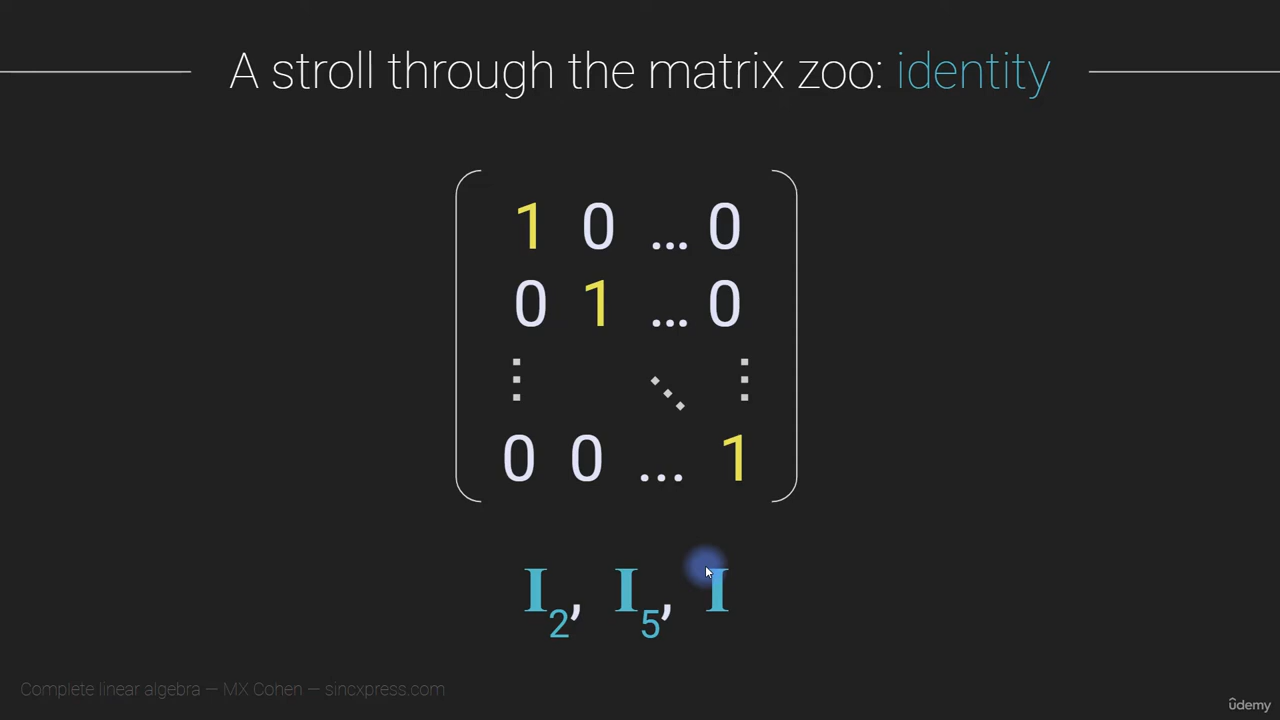 A stroll through the matrix zoo: identity
1 0 ... 0
0 1 ... 0
⋮ ⋱ ⋮
0 0 ... 1
I₂, I₅, I
Complete linear algebra — MX Cohen — sincxpress.com
ûdemy